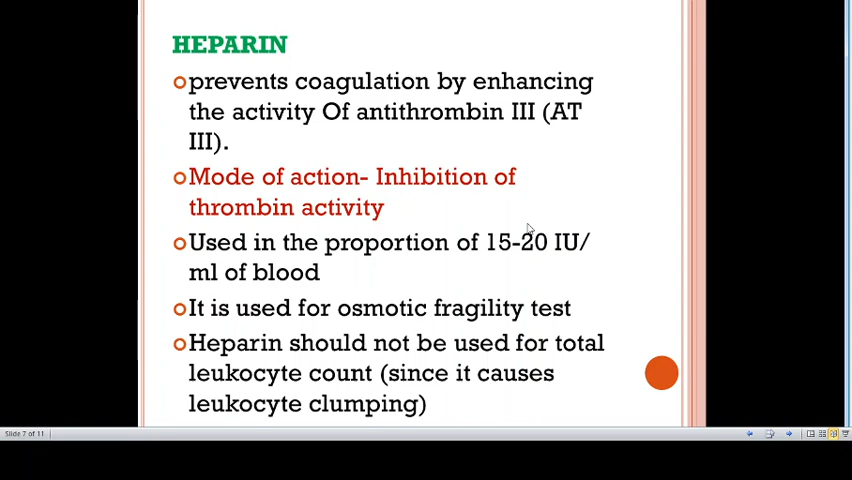 HEPARIN
prevents coagulation by enhancing
the activity Of antithrombin III (AT
III).
Mode of action- Inhibition of
thrombin activity
Used in the proportion of 15-20 IU/
ml of blood
It is used for osmotic fragility test
Heparin should not be used for total
leukocyte count (since it causes
leukocyte clumping)
Slide 7 of 11